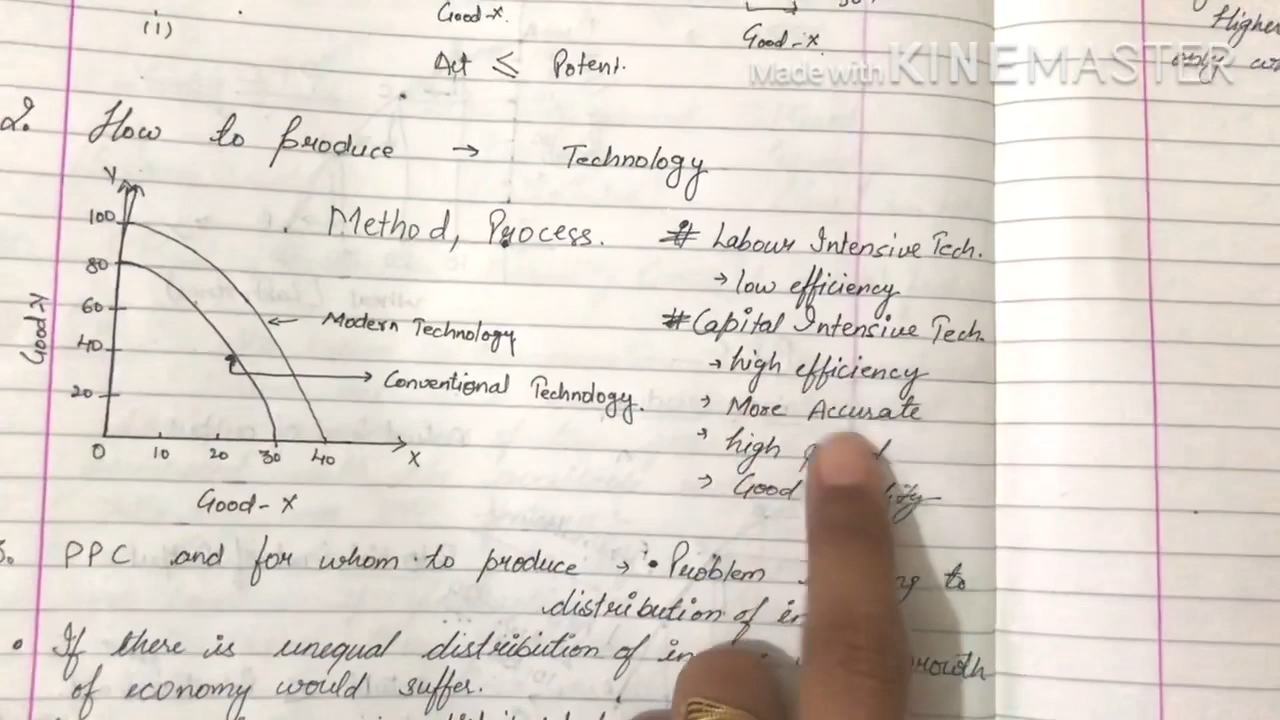 Good-X.
(i)
Good-X.
Higher
Made with KINEMASTER
Act ≤ Potent.
2. How to produce → Technology
Method, Process.
# Labour Intensive Tech.
→ low efficiency
# Capital Intensive Tech.
→ high efficiency
→ More Accurate
→ high
→ Good
Y
100
80
60
40
20
0 10 20 30 40 X
Good Y
Good-X
Modern Technology
Conventional Technology.
3. PPC and for whom to produce → • Problem to
distribution of
• If there is unequal distribution of growth
of economy would suffer.